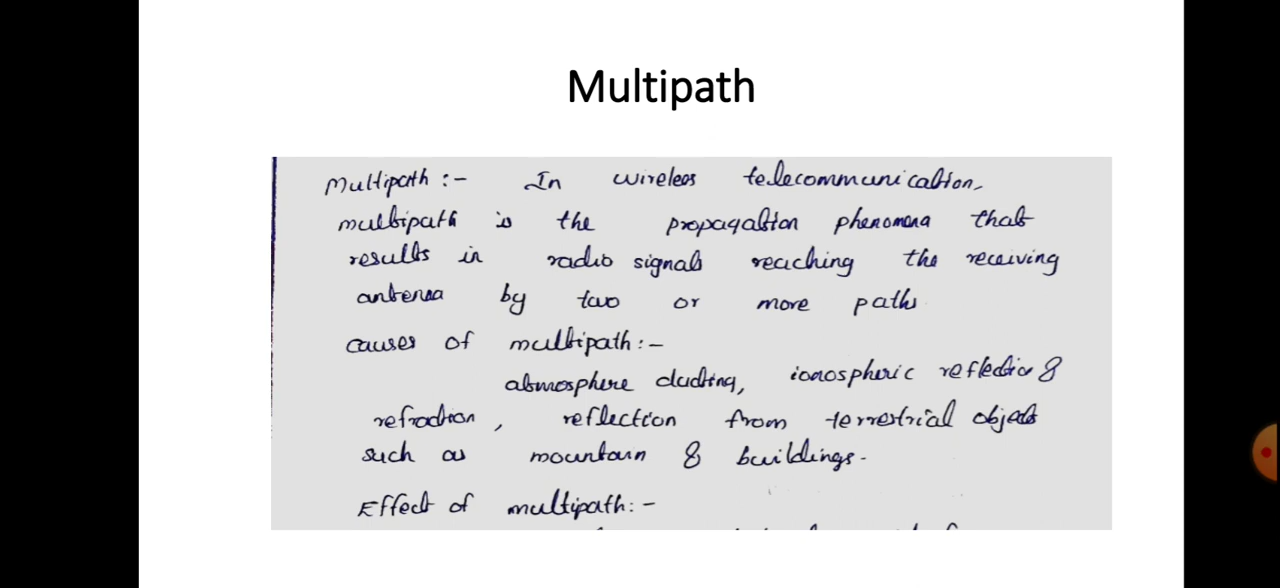 Multipath
Multipath :- In wireless telecommunication,
multipath is the propagation phenomena that
results in radio signals reaching the receiving
antenna by two or more paths
causes of multipath :-
atmosphere ducting, ionospheric reflection &
refraction, reflection from terrestrial objects
such as mountain & buildings.
Effect of multipath :-